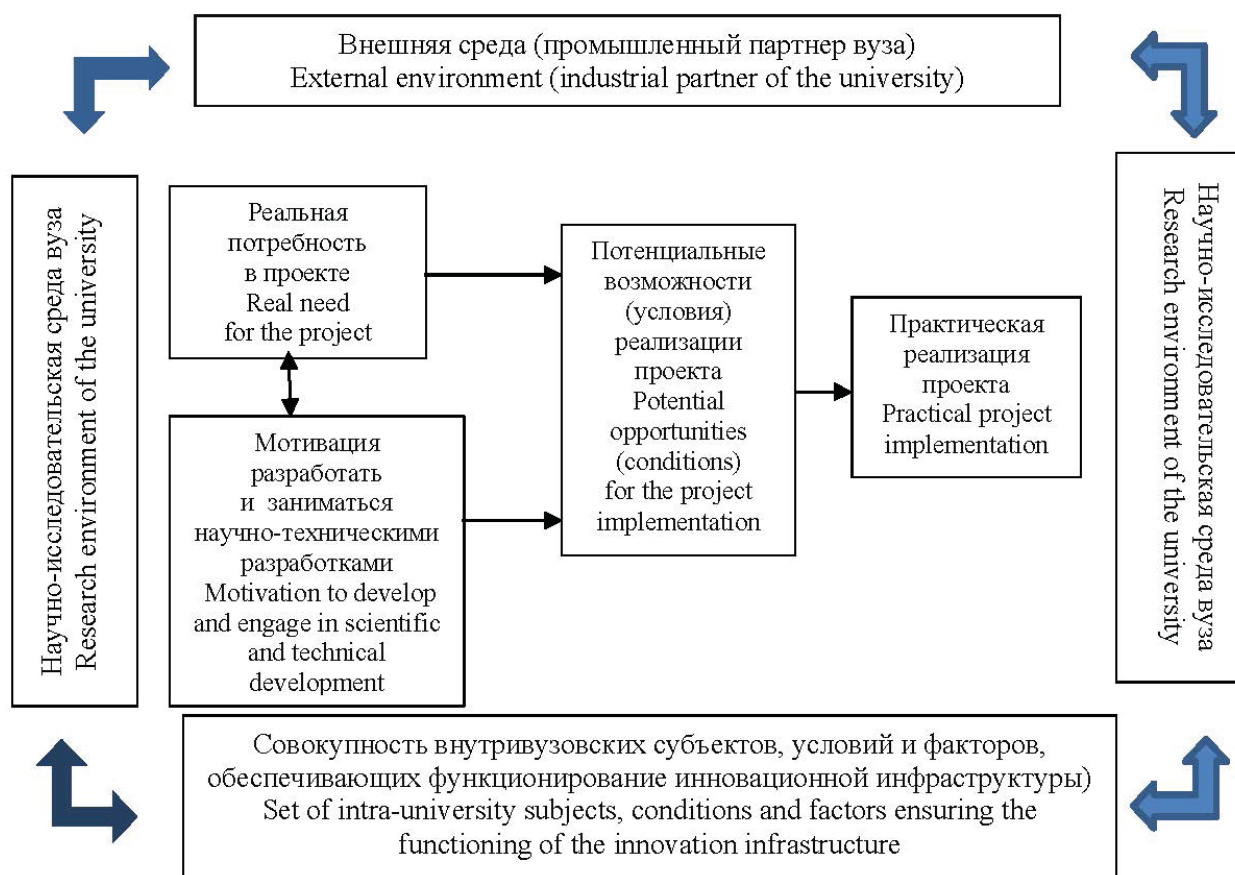 Внешняя среда (промышленный партнер вуза)
External environment (industrial partner of the university)
Научно-исследовательская среда вуза
Research environment of the university
Реальная
потребность
в проекте
Real need
for the project
Мотивация
разработать
и заниматься
научно-техническими
разработками
Motivation to develop
and engage in scientific
and technical
development
Потенциальные
возможности
(условия)
реализации
проекта
Potential
opportunities
(conditions)
for the project
implementation
Практическая
реализация
проекта
Practical project
implementation
Научно-исследовательская среда вуза
Research environment of the university
Совокупность внутривузовских субъектов, условий и факторов,
обеспечивающих функционирование инновационной инфраструктуры)
Set of intra-university subjects, conditions and factors ensuring the
functioning of the innovation infrastructure